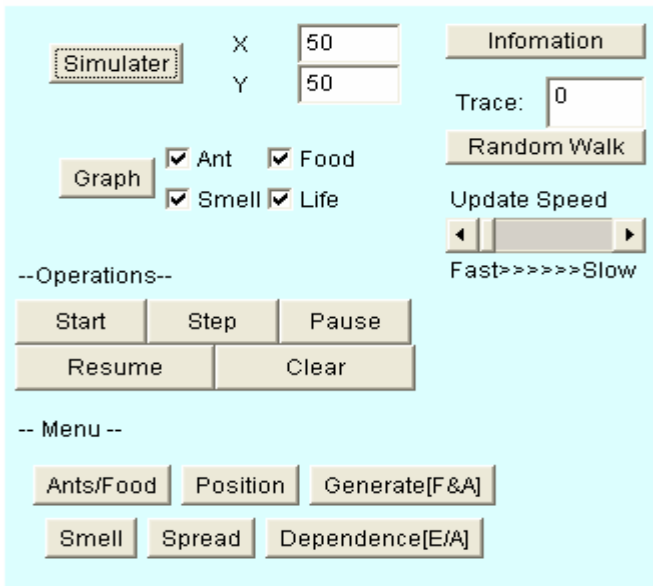 Simulater X 50 Infomation
Y 50
Trace: 0
Random Walk
Graph Ant Food
Smell Life
Update Speed
Fast>>>>>>Slow
--Operations--
Start Step Pause
Resume Clear
-- Menu --
Ants/Food Position Generate[F&A]
Smell Spread Dependence[E/A]